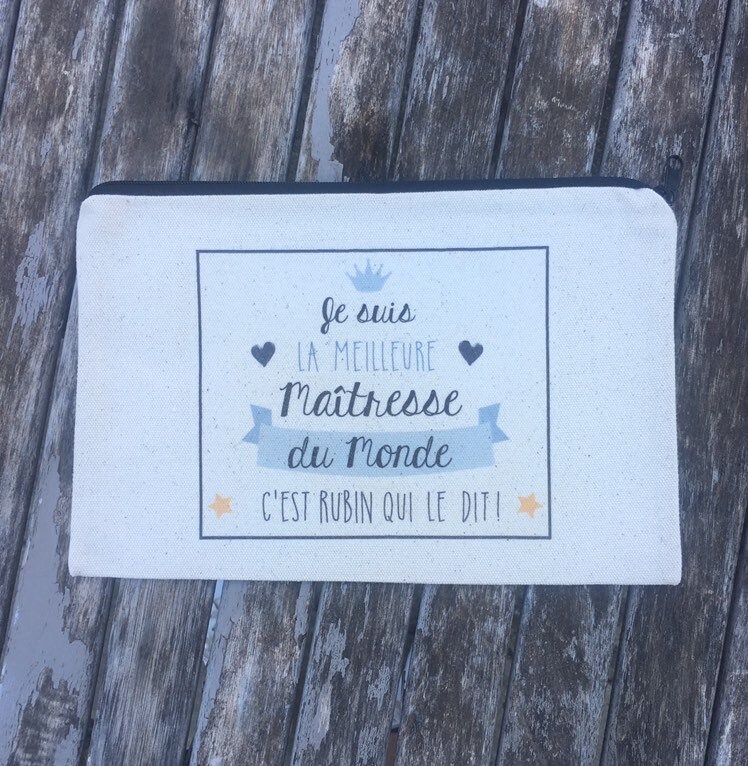 Je suis
LA MEILLEURE
Maîtresse
du Monde
C'EST RUBIN QUI LE DIT!